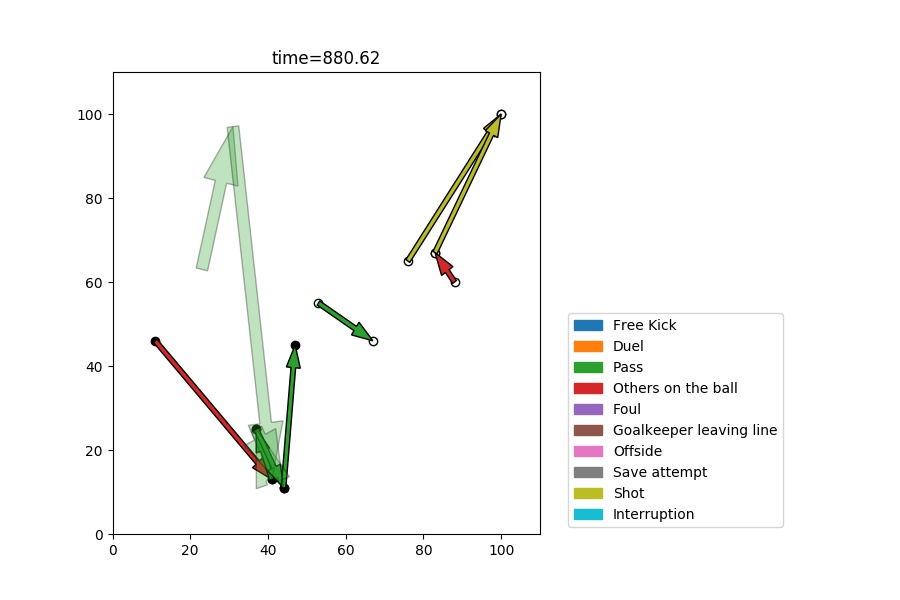 time=880.62
100
80
60
40
20
0
0 20 40 60 80 100
Free Kick
Duel
Pass
Others on the ball
Foul
Goalkeeper leaving line
Offside
Save attempt
Shot
Interruption